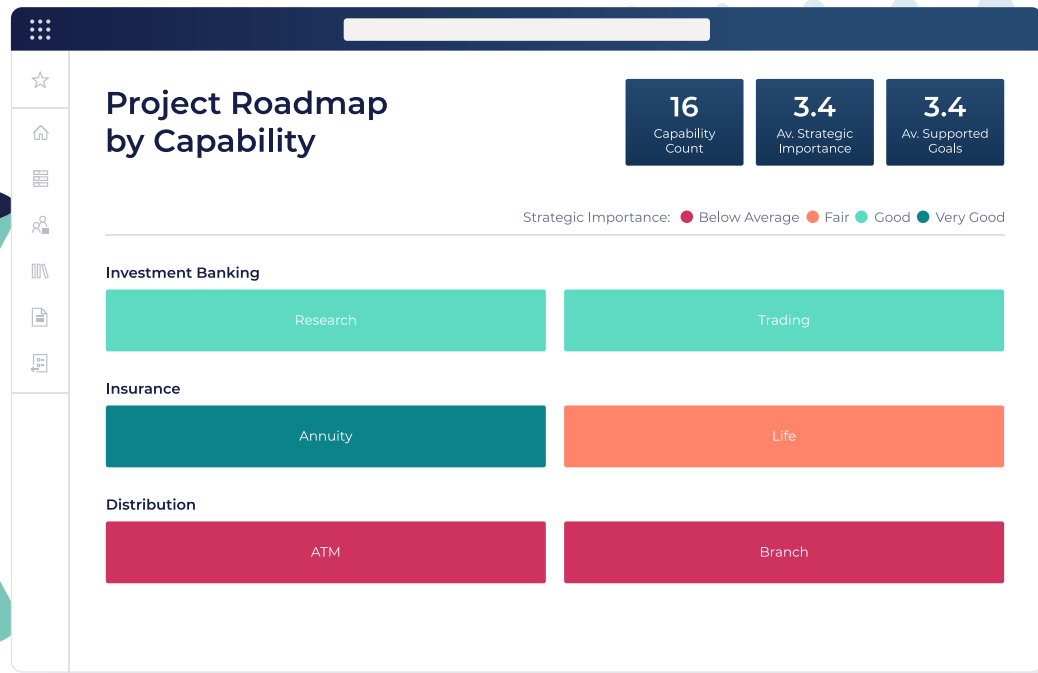 Project Roadmap
by Capability
16
Capability
Count
3.4
Av. Strategic
Importance
3.4
Av. Supported
Goals
Strategic Importance: Below Average Fair Good Very Good
Investment Banking
Research
Trading
Insurance
Annuity
Life
Distribution
ATM
Branch